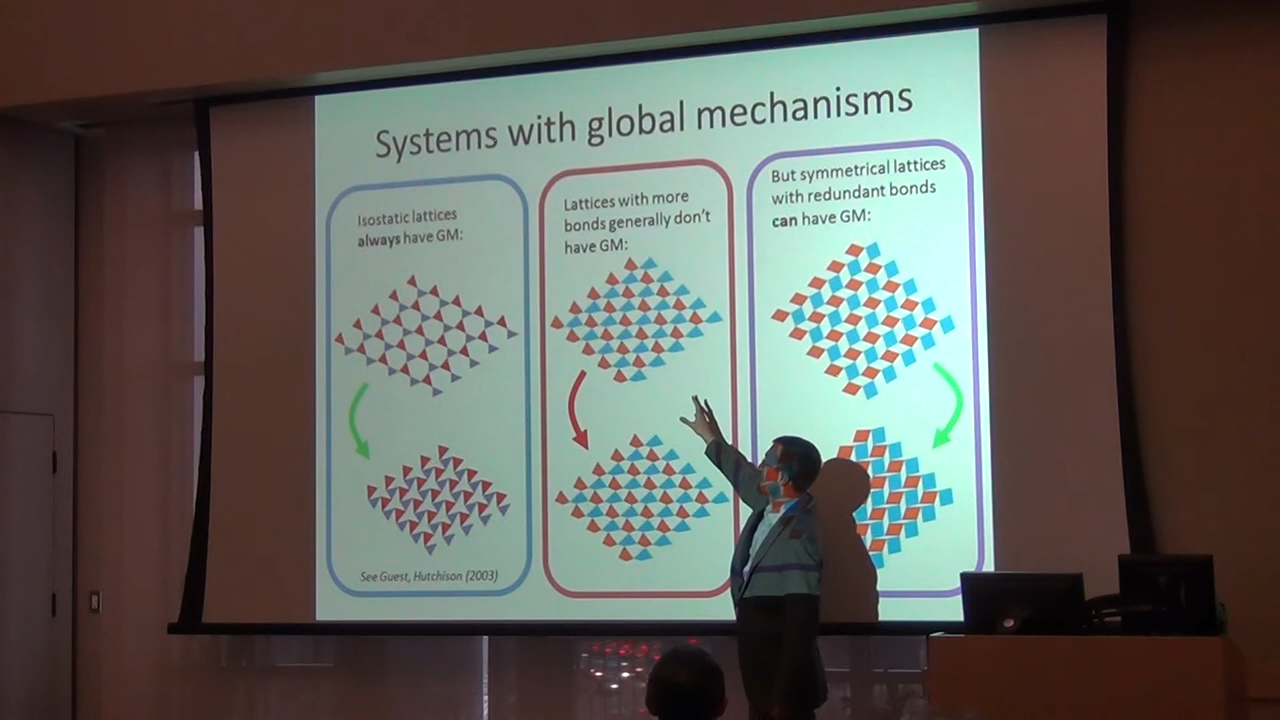 Systems with global mechanisms
Isostatic lattices
always have GM:
See Guest, Hutchison (2003)
Lattices with more
bonds generally don't
have GM:
But symmetrical lattices
with redundant bonds
can have GM: